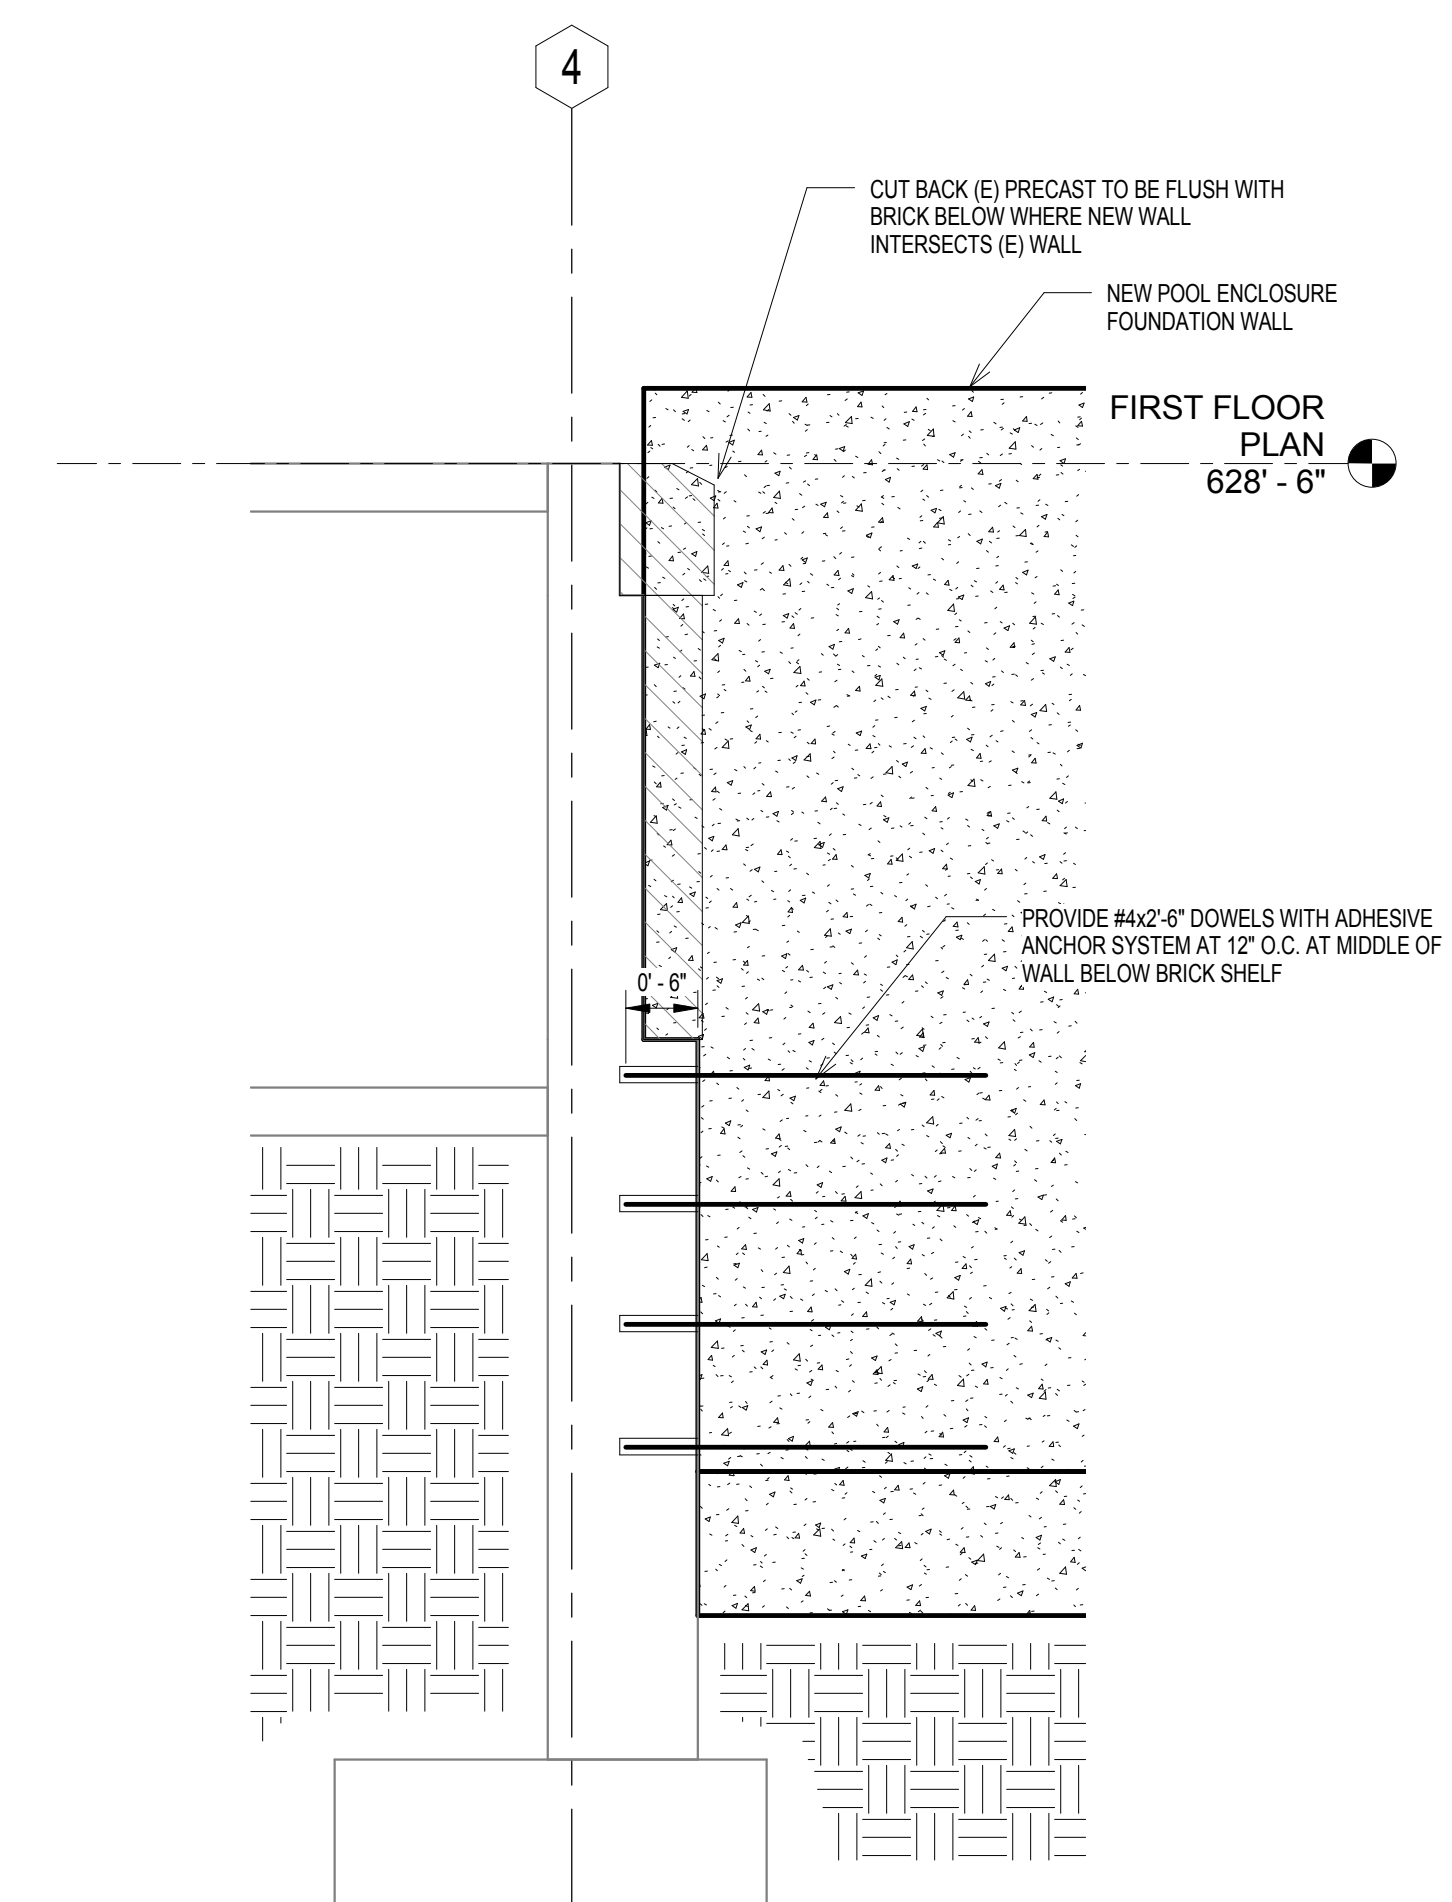 4
CUT BACK (E) PRECAST TO BE FLUSH WITH
BRICK BELOW WHERE NEW WALL
INTERSECTS (E) WALL
NEW POOL ENCLOSURE
FOUNDATION WALL
FIRST FLOOR
PLAN
628' - 6"
PROVIDE #4x2'-6" DOWELS WITH ADHESIVE
ANCHOR SYSTEM AT 12" O.C. AT MIDDLE OF
WALL BELOW BRICK SHELF
0' - 6"